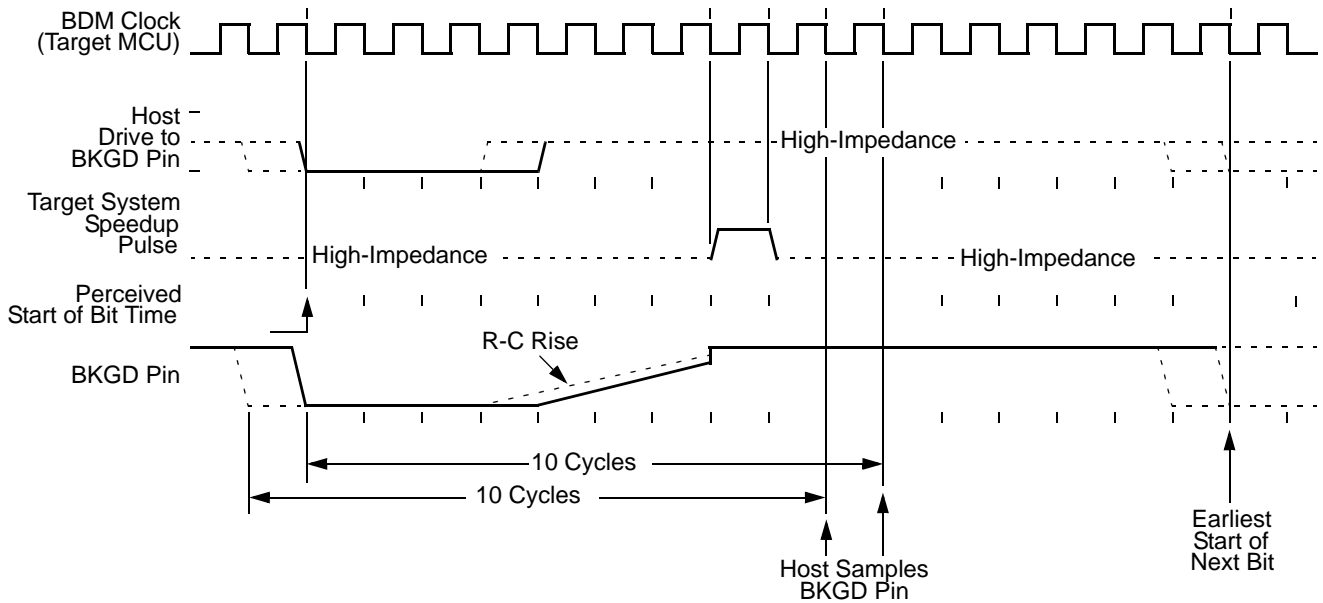 BDM Clock
(Target MCU)
Host
Drive to
BKGD Pin
High-Impedance
Target System
Speedup
Pulse
High-Impedance
High-Impedance
Perceived
Start of Bit Time
R-C Rise
BKGD Pin
10 Cycles
10 Cycles
Host Samples
BKGD Pin
Earliest
Start of
Next Bit